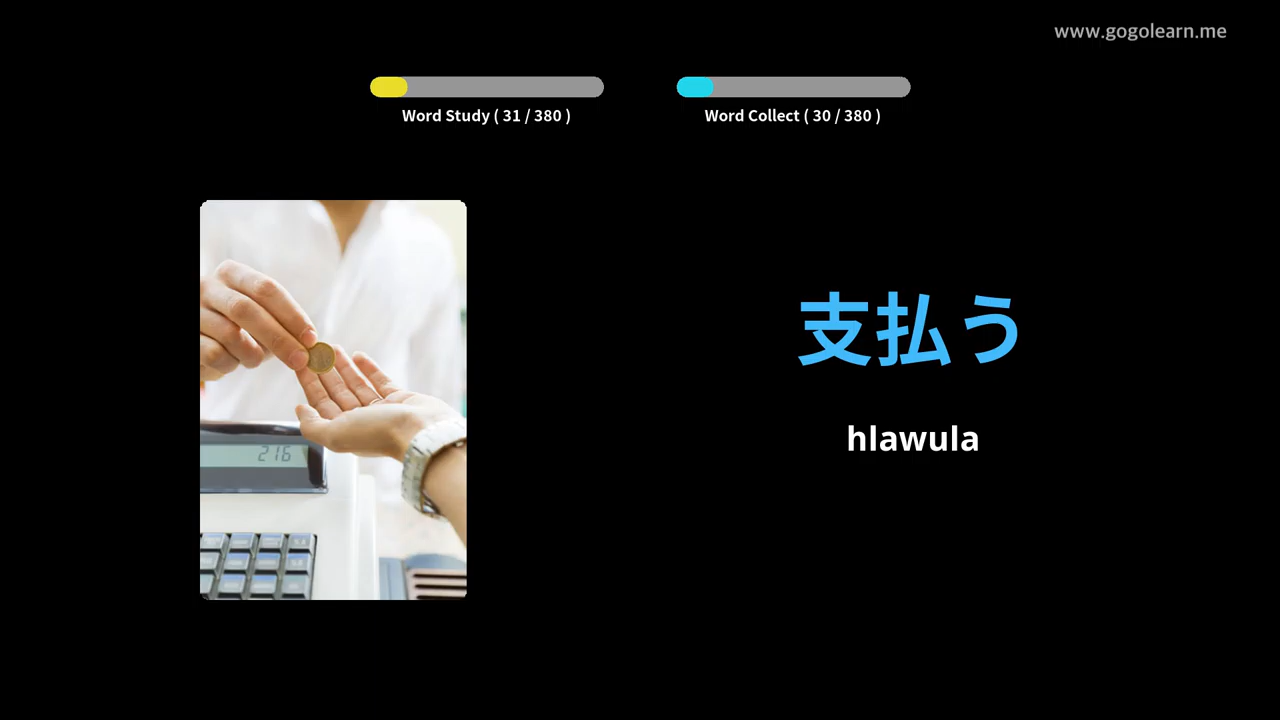 www.gogolearn.me
Word Study ( 31 / 380 )
Word Collect ( 30 / 380 )
216
支払う
hlawula